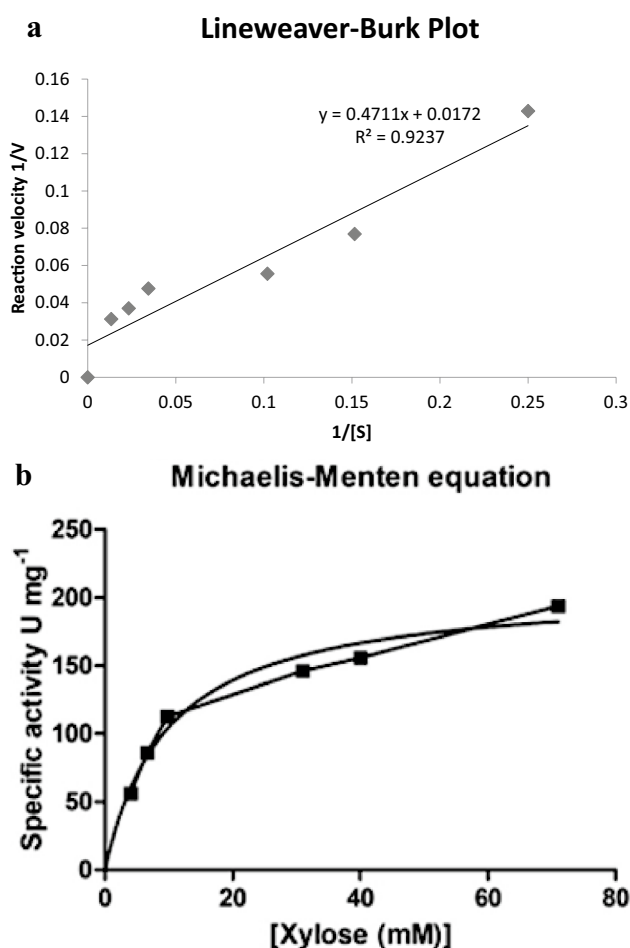 a
Lineweaver-Burk Plot
0.16
0.14
0.12
0.1
0.08
0.06
0.04
0.02
0
Reaction velocity 1/V
y = 0.4711x + 0.0172
R² = 0.9237
0 0.05 0.1 0.15 0.2 0.25 0.3
1/[S]
b
Michaelis-Menten equation
250
200
150
100
50
0
Specific activity U mg⁻¹
0 20 40 60 80
[Xylose (mM)]